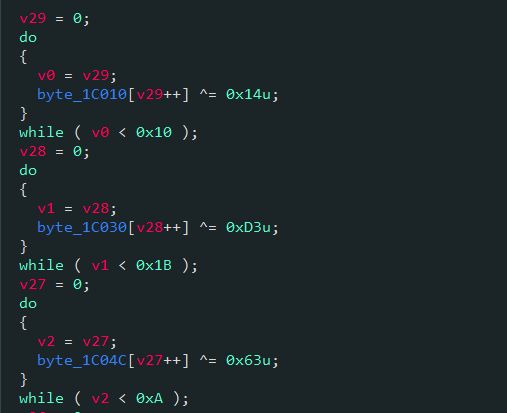 v29 = 0;
do
{
v0 = v29;
byte_1C010[v29++] ^= 0x14u;
}
while ( v0 < 0x10 );
v28 = 0;
do
{
v1 = v28;
byte_1C030[v28++] ^= 0xD3u;
}
while ( v1 < 0x1B );
v27 = 0;
do
{
v2 = v27;
byte_1C04C[v27++] ^= 0x63u;
}
while ( v2 < 0xA );